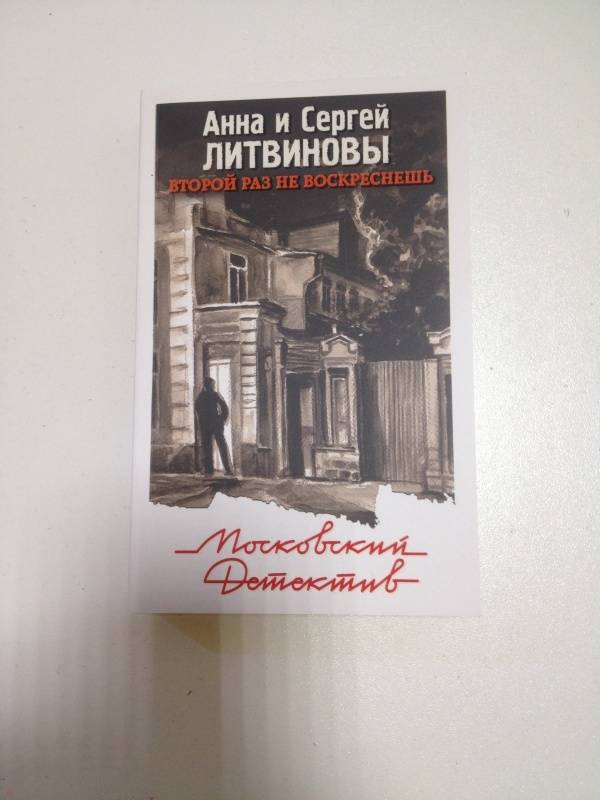 Анна и Сергей
ЛИТВИНОВЫ
ВТОРОЙ РАЗ НЕ ВОСКРЕСНЕШЬ
Московский
Детектив